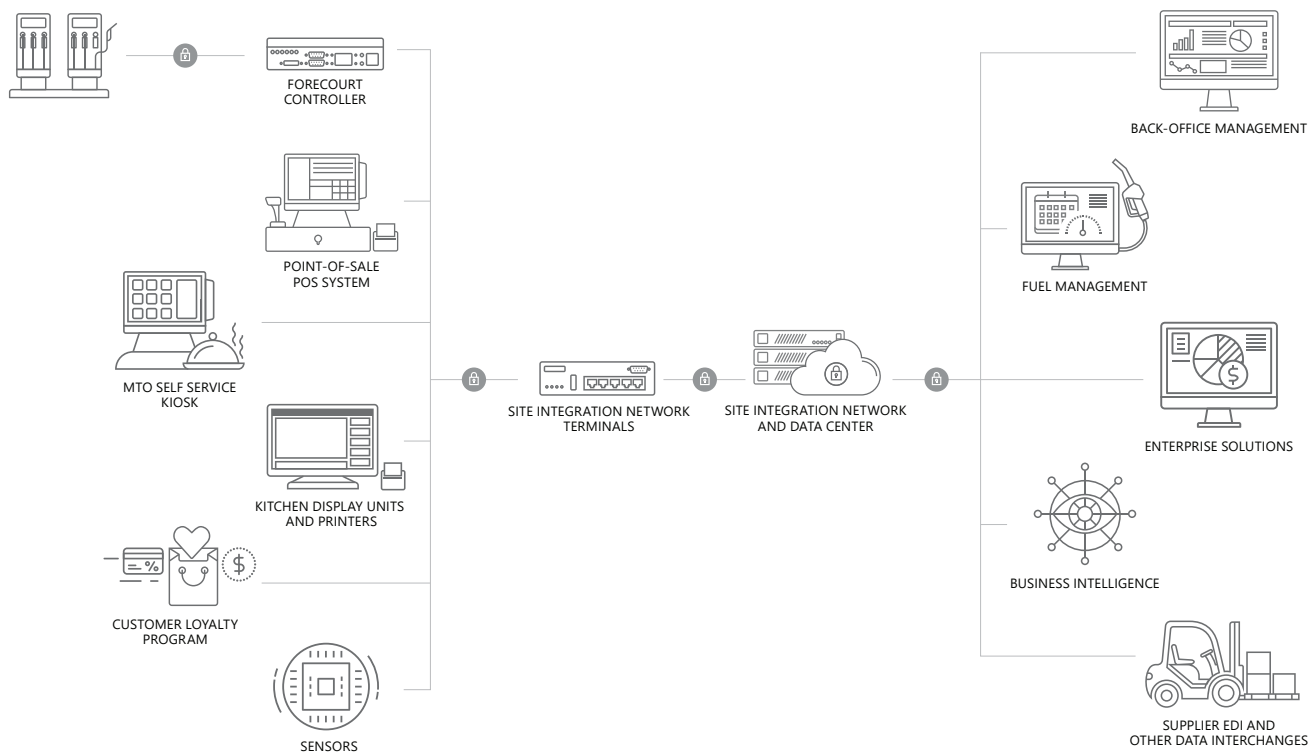 FORECOURT
CONTROLLER
POINT-OF-SALE
POS SYSTEM
MTO SELF SERVICE
KIOSK
KITCHEN DISPLAY UNITS
AND PRINTERS
CUSTOMER LOYALTY
PROGRAM
SENSORS
SITE INTEGRATION NETWORK
TERMINALS
SITE INTEGRATION NETWORK
AND DATA CENTER
BACK-OFFICE MANAGEMENT
FUEL MANAGEMENT
ENTERPRISE SOLUTIONS
BUSINESS INTELLIGENCE
SUPPLIER EDI AND
OTHER DATA INTERCHANGES